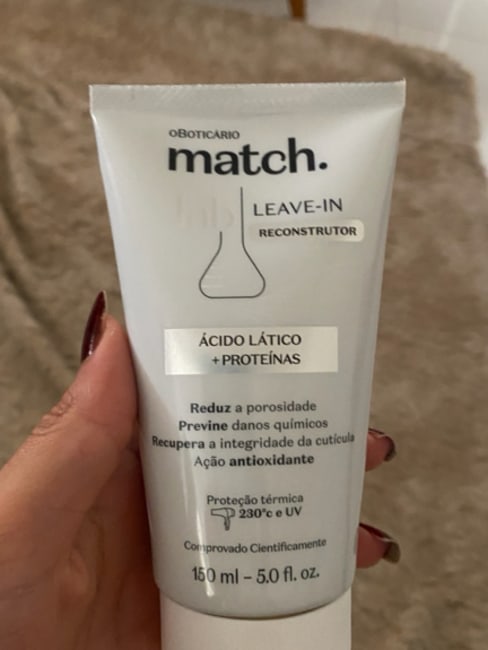 oBOTICÁRIO
match.
LEAVE-IN
RECONSTRUTOR
ÁCIDO LÁTICO
+PROTEÍNAS
Reduz a porosidade
Previne danos químicos
Recupera a integridade da cutícula
Ação antioxidante
Proteção térmica
230°c e UV
Comprovado Cientificamente
150 ml – 5.0 fl. oz.